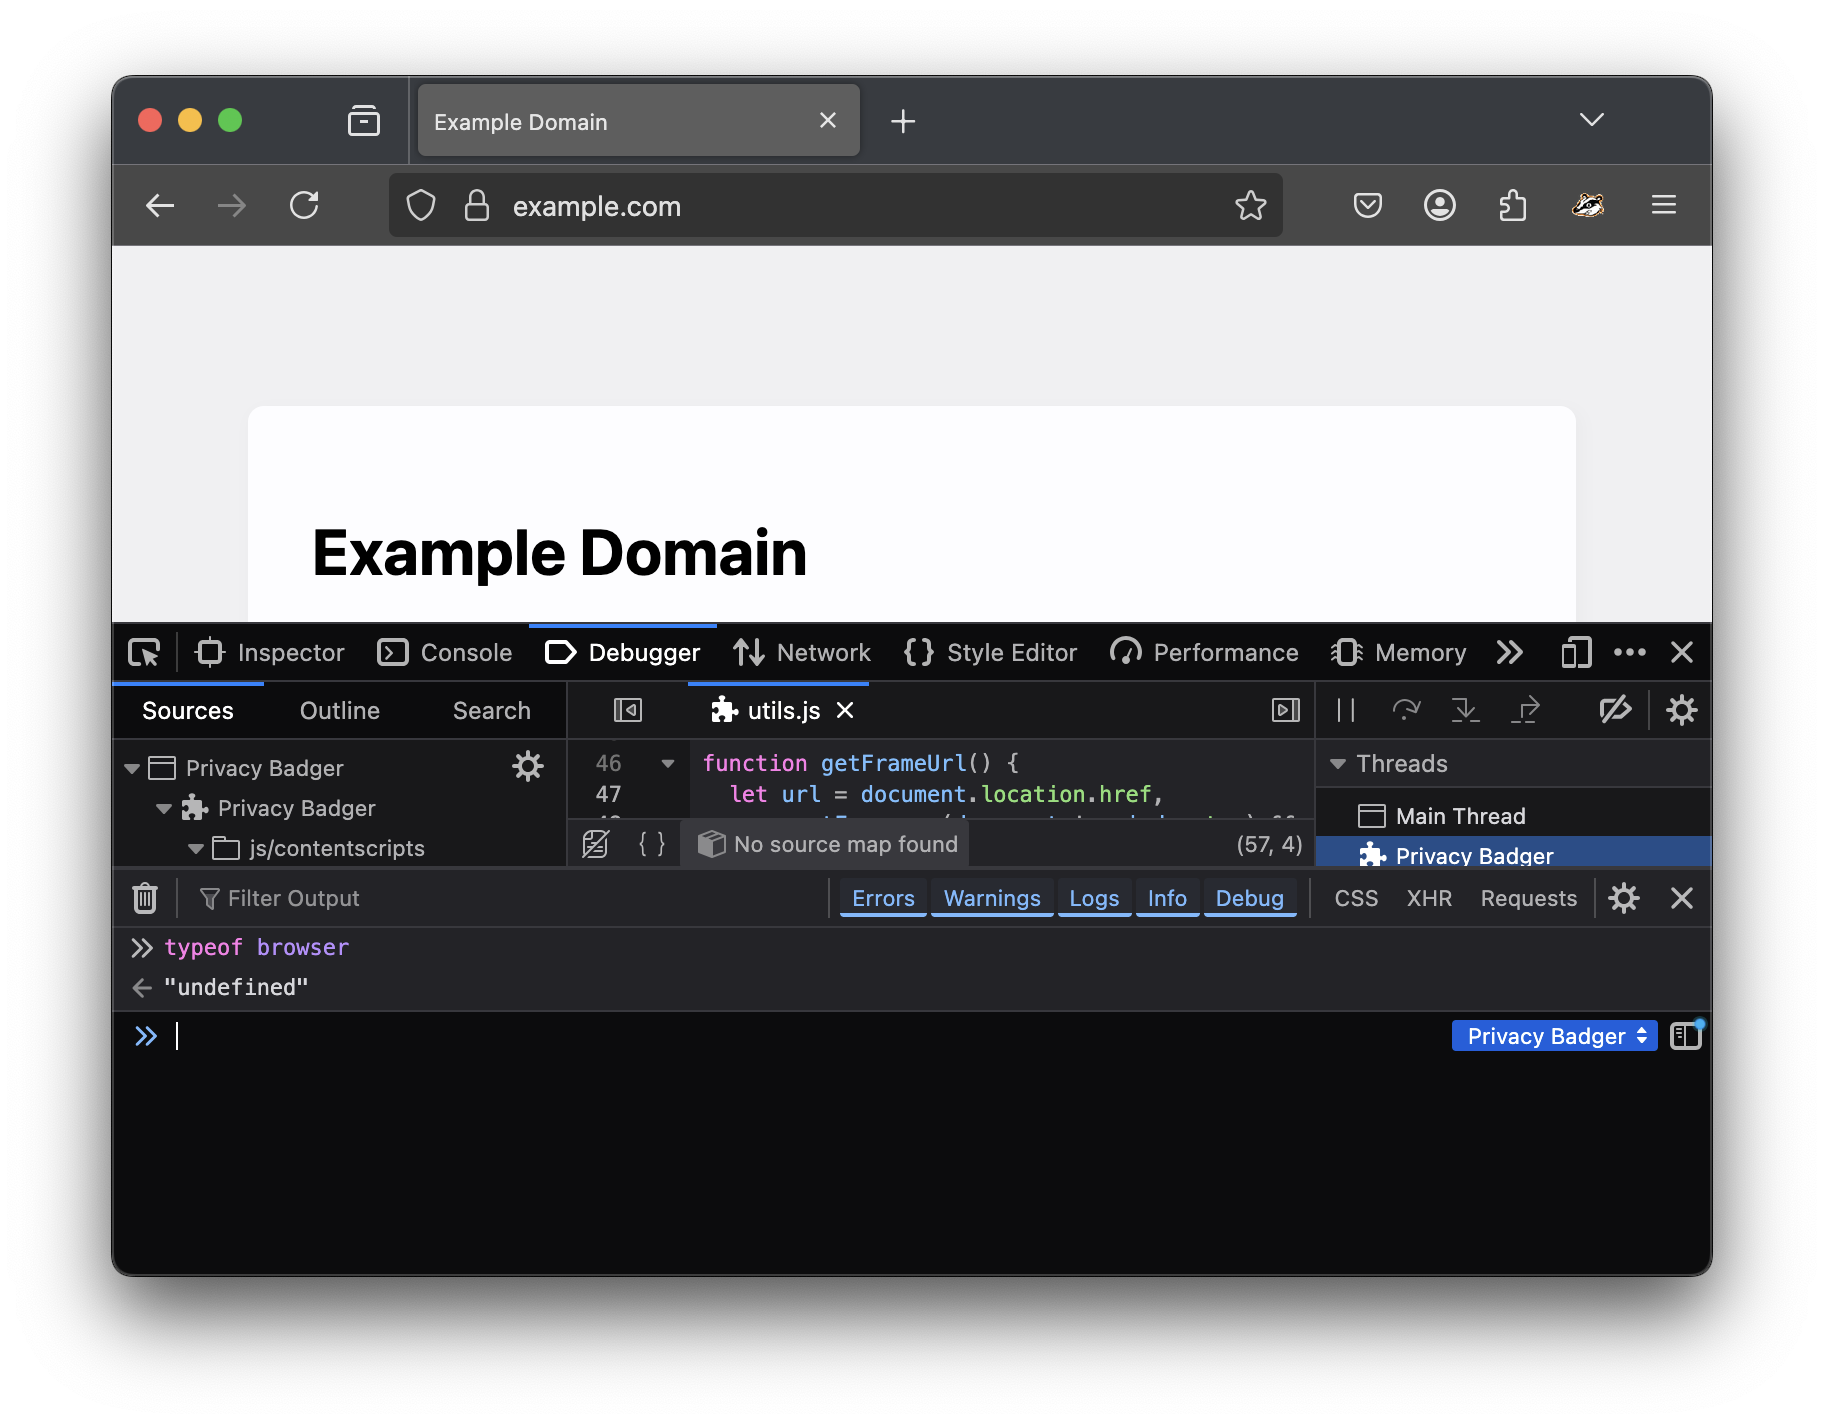 Example Domain
example.com
Example Domain
Inspector Console Debugger Network Style Editor Performance Memory
Sources Outline Search
utils.js
Privacy Badger
Privacy Badger
js/contentscripts
46 function getFrameUrl() {
47 let url = document.location.href,
No source map found (57, 4)
Threads
Main Thread
Privacy Badger
Filter Output Errors Warnings Logs Info Debug CSS XHR Requests
typeof browser
"undefined"
Privacy Badger